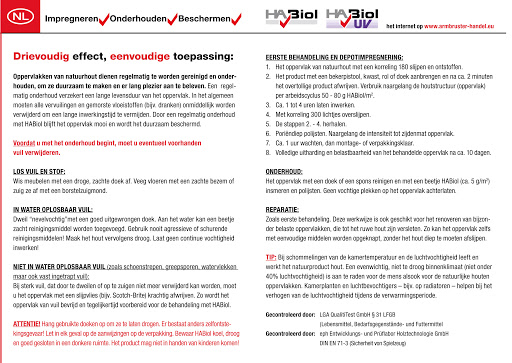 NL
Impregneren Onderhouden Beschermen
HABiol
HABiol UV
het internet op www.armbruster-handel.eu
Drievoudig effect, eenvoudige toepassing:
Oppervlakken van natuurhout dienen regelmatig te worden gereinigd en onder-
houden, om ze duurzaam te maken en er lang plezier aan te beleven. Een regel-
matig onderhoud verzekert een lange levensduur van het oppervlak. In het algemeen
moeten alle vervuilingen en gemorste vloeistoffen (bijv. dranken) onmiddellijk worden
verwijderd om een lange inwerkingstijd te vermijden. Door een regelmatig onderhoud
met HABiol blijft het oppervlak mooi en wordt het duurzaam beschermd.
Voordat u met het onderhoud begint, moet u eventueel voorhanden
vuil verwijderen.
LOS VUIL EN STOF:
Wis meubelen met een droge, zachte doek af. Veeg vloeren met een zachte bezem of
zuig ze af met een borstelzuigmond.
IN WATER OPLOSBAAR VUIL:
Dweil "nevelvochtig" met een goed uitgewrongen doek. Aan het water kan een beetje
zacht reinigingsmiddel worden toegevoegd. Gebruik nooit agressieve of schurende
reinigingsmiddelen! Maak het hout vervolgens droog. Laat geen continue vochtigheid
inwerken!
NIET IN WATER OPLOSBAAR VUIL (zoals schoenstrepen, greepsporen, watervlekken
maar ook vast ingetrapt vuil):
Bij sterk vuil, dat door te dweilen of op te zuigen niet meer verwijderd kan worden, moet
u het oppervlak met een slijpvlies (bijv. Scotch-Brite) krachtig afwrijven. Zo wordt het
oppervlak van vuil bevrijd en tegelijkertijd voorbereid voor de behandeling met HABiol.
ATTENTIE! Hang gebruikte doeken op om ze te laten drogen. Er bestaat anders zelfontste-
kingsgevaar! Let in elk geval op de aanwijzingen op de verpakking. Bewaar HABiol koel, droog
en goed gesloten in een donkere ruimte. Het product mag niet in handen van kinderen komen!
EERSTE BEHANDELING EN DEPOTIMPREGNERING:
1. Het oppervlak van natuurhout met een korreling 180 slijpen en ontstoffen.
2. Het product met een bekerpistool, kwast, rol of doek aanbrengen en na ca. 2 minuten
het overtollige product afwrijven. Verbruik naargelang de houtstructuur (oppervlak)
per arbeidscyclus 50 - 80 g HABiol/m².
3. Ca. 1 tot 4 uren laten inwerken.
4. Met korreling 300 lichtjes overslijpen.
5. De stappen 2. - 4. herhalen.
6. Poriëndiep polijsten. Naargelang de intensiteit tot zijdenmat oppervlak.
7. Ca. 1 uur wachten, dan montage- of verpakkingsklaar.
8. Volledige uitharding en belastbaarheid van het behandelde oppervlak na ca. 10 dagen.
ONDERHOUD:
Het oppervlak met een doek of een spons reinigen en met een beetje HABiol (ca. 5 g/m²)
insmeren en polijsten. Geen vochtige plekken op het oppervlak achterlaten.
REPARATIE:
Zoals eerste behandeling. Deze werkwijze is ook geschikt voor het renoveren van bijzon-
der belaste oppervlakken, die tot het ruwe hout zijn versleten. Zo kan het oppervlak zelfs
met eenvoudige middelen worden opgeknapt, zonder het hout diep te moeten afslijpen.
TIP: Bij schommelingen van de kamertemperatuur en de luchtvochtigheid leeft en
werkt het natuurproduct hout. Een evenwichtig, niet te droog binnenklimaat (niet onder
40% luchtvochtigheid) is aan te raden voor de mens alsook voor de natuurlijke houten
oppervlakken. Kamerplanten en luchtbevochtigers – bijv. op radiatoren – helpen bij het
verhogen van de luchtvochtigheid tijdens de verwarmingsperiode.
Gecontroleerd door: LGA QualiTest GmbH § 31 LFGB
(Lebensmittel, Bedarfsgegenstände- und Futtermittel
Gecontroleerd door: eph Entwicklungs- und Prüflabor Holztechnologie GmbH
DIN EN 71-3 (Sicherheit von Spielzeug)